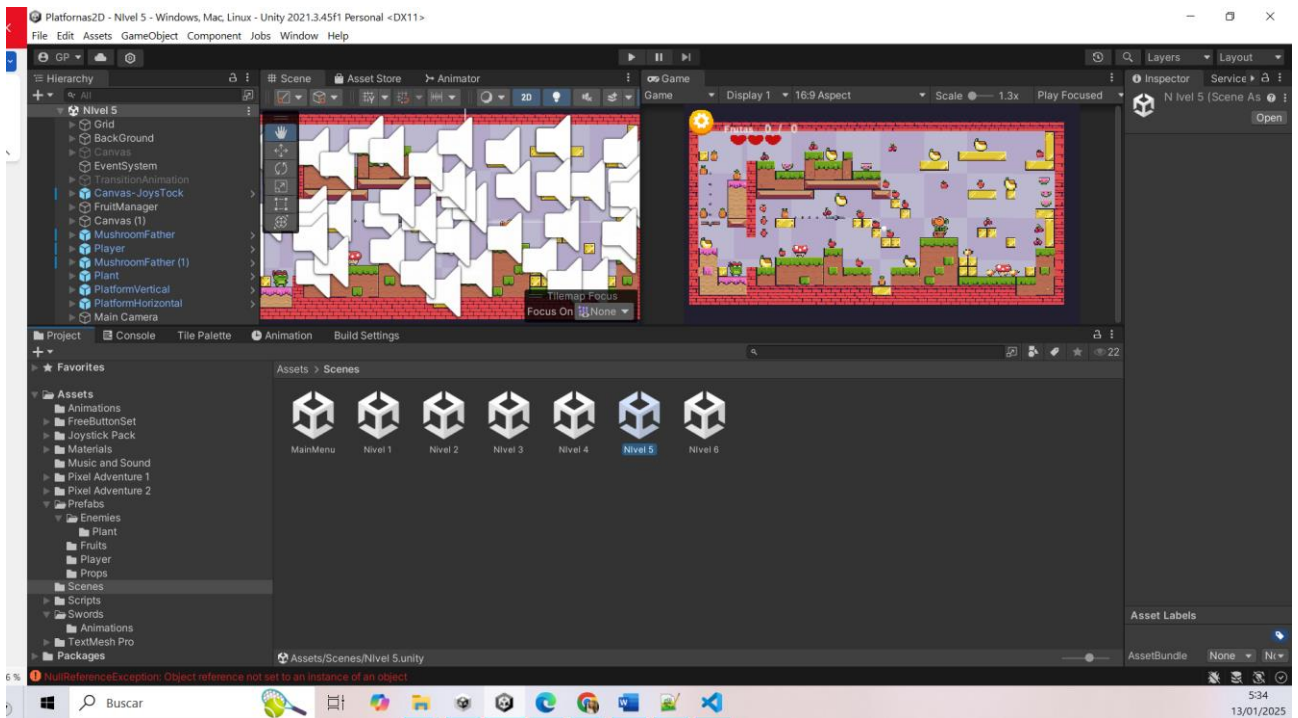 Platfornas2D - NIvel 5 - Windows, Mac, Linux - Unity 2021.3.45f1 Personal <DX11>
File Edit Assets GameObject Component Jobs Window Help
GP
Layers
Layout
Hierarchy
Scene
Asset Store
Animator
Game
Inspector
Service
All
2D
Game
Display 1
16:9 Aspect
Scale
1.3x
Play Focused
N Ivel 5 (Scene As
Open
NIvel 5
Grid
BackGround
Canvas
EventSystem
TransitionAnimation
Canvas-JoysTock
FruitManager
Canvas (1)
MushroomFather
Player
MushroomFather (1)
Plant
PlatformVertical
PlatformHorizontal
Main Camera
Frutas 0 / 0
Tilemap Focus
Focus On
None
Project
Console
Tile Palette
Animation
Build Settings
22
Favorites
Assets > Scenes
Assets
Animations
FreeButtonSet
Joystick Pack
Materials
Music and Sound
Pixel Adventure 1
Pixel Adventure 2
Prefabs
Enemies
Plant
Fruits
Player
Props
Scenes
Scripts
Swords
Animations
TextMesh Pro
Packages
MainMenu
NIvel 1
NIvel 2
NIvel 3
NIvel 4
NIvel 5
NIvel 6
Asset Labels
Assets/Scenes/NIvel 5.unity
AssetBundle
None
6 %
NullReferenceException: Object reference not set to an instance of an object
Buscar
5:34
13/01/2025